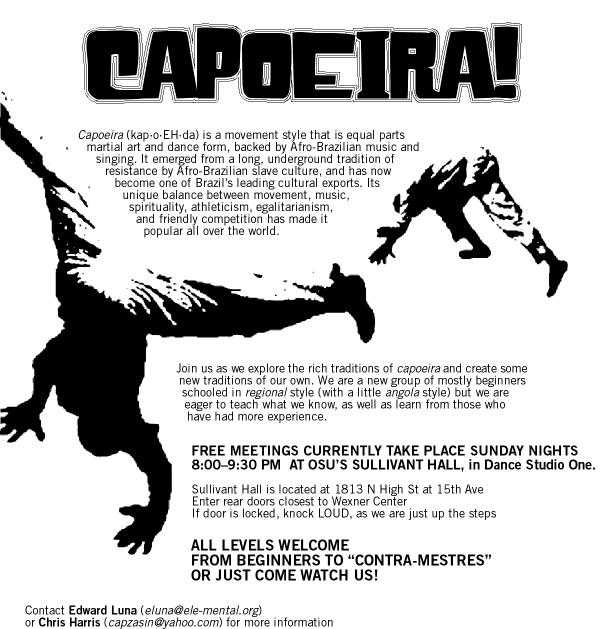 CAPOEIRA!
Capoeira (kap·o·EH·da) is a movement style that is equal parts
martial art and dance form, backed by Afro-Brazilian music and
singing. It emerged from a long, underground tradition of
resistance by Afro-Brazilian slave culture, and has now
become one of Brazil's leading cultural exports. Its
unique balance between movement, music,
spirituality, athleticism, egalitarianism,
and friendly competition has made it
popular all over the world.
Join us as we explore the rich traditions of capoeira and create some
new traditions of our own. We are a new group of mostly beginners
schooled in regional style (with a little angola style) but we are
eager to teach what we know, as well as learn from those who
have had more experience.
FREE MEETINGS CURRENTLY TAKE PLACE SUNDAY NIGHTS
8:00–9:30 PM AT OSU'S SULLIVANT HALL, in Dance Studio One.
Sullivant Hall is located at 1813 N High St at 15th Ave
Enter rear doors closest to Wexner Center
If door is locked, knock LOUD, as we are just up the steps
ALL LEVELS WELCOME
FROM BEGINNERS TO “CONTRA-MESTRES”
OR JUST COME WATCH US!
Contact Edward Luna (eluna@ele-mental.org)
or Chris Harris (capzasin@yahoo.com) for more information